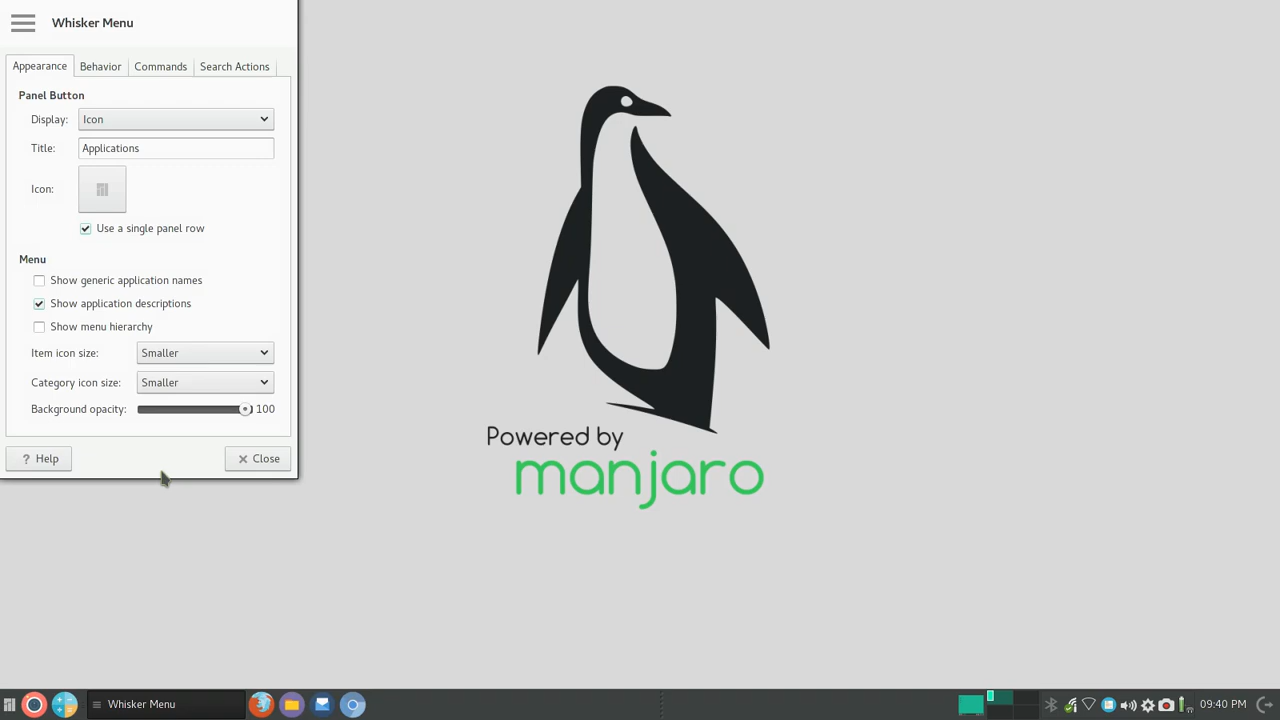 Whisker Menu
Appearance Behavior Commands Search Actions
Panel Button
Display: Icon
Title: Applications
Icon:
Use a single panel row
Menu
Show generic application names
Show application descriptions
Show menu hierarchy
Item icon size: Smaller
Category icon size: Smaller
Background opacity: 100
? Help Close
Powered by
manjaro
Whisker Menu 09:40 PM